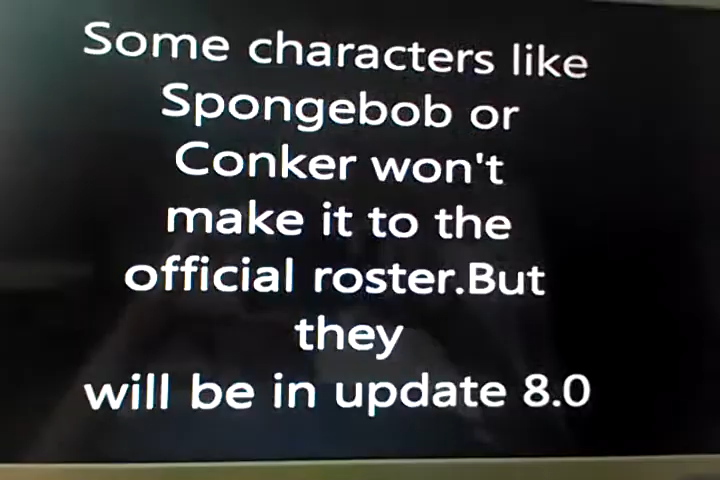 Some characters like
Spongebob or
Conker won't
make it to the
official roster.But
they
will be in update 8.0